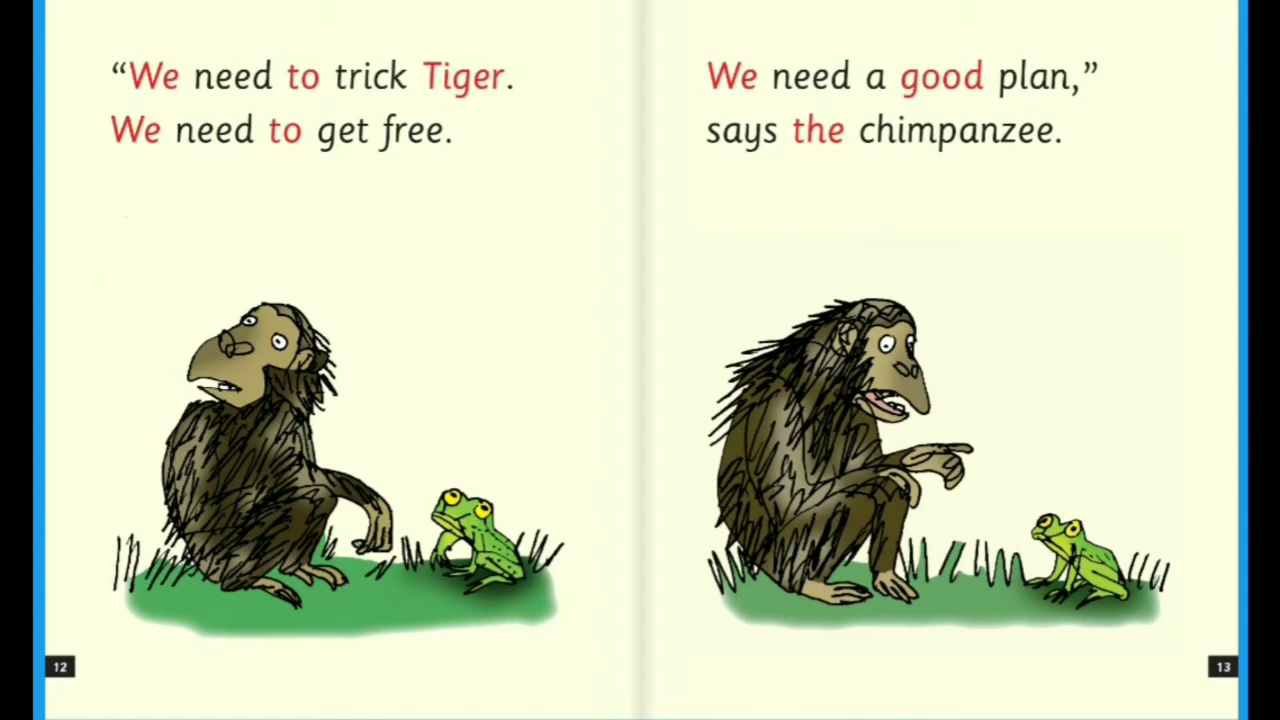 “We need to trick Tiger.
We need to get free.
We need a good plan,”
says the chimpanzee.
12
13